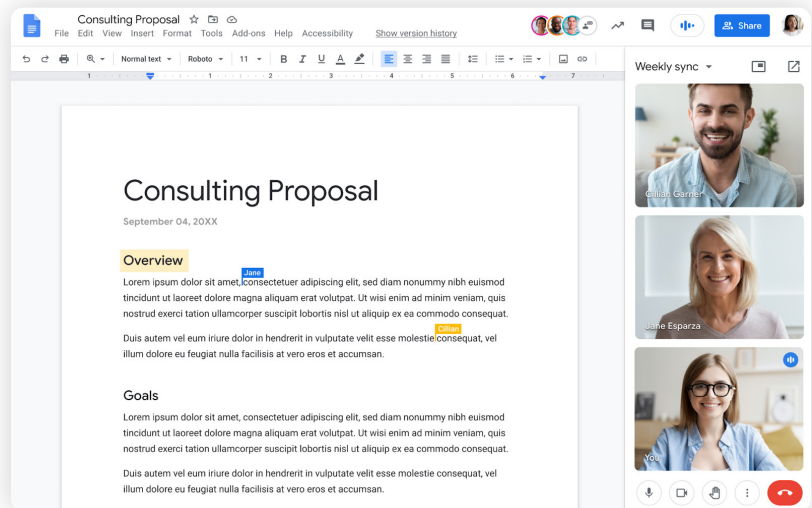 Consulting Proposal
File Edit View Insert Format Tools Add-ons Help Accessibility Show version history
Share
Normal text Roboto 11
1 1 2 3 4 5 6 7
Weekly sync
Consulting Proposal
September 04, 20XX
Overview
Jane
Lorem ipsum dolor sit amet, consectetuer adipiscing elit, sed diam nonummy nibh euismod
tincidunt ut laoreet dolore magna aliquam erat volutpat. Ut wisi enim ad minim veniam, quis
nostrud exerci tation ullamcorper suscipit lobortis nisl ut aliquip ex ea commodo consequat.
Cillian
Duis autem vel eum iriure dolor in hendrerit in vulputate velit esse molestie consequat, vel
illum dolore eu feugiat nulla facilisis at vero eros et accumsan.
Goals
Lorem ipsum dolor sit amet, consectetuer adipiscing elit, sed diam nonummy nibh euismod
tincidunt ut laoreet dolore magna aliquam erat volutpat. Ut wisi enim ad minim veniam, quis
nostrud exerci tation ullamcorper suscipit lobortis nisl ut aliquip ex ea commodo consequat.
Duis autem vel eum iriure dolor in hendrerit in vulputate velit esse molestie consequat, vel
illum dolore eu feugiat nulla facilisis at vero eros et accumsan.
Cillian Garner
Jane Esparza
You